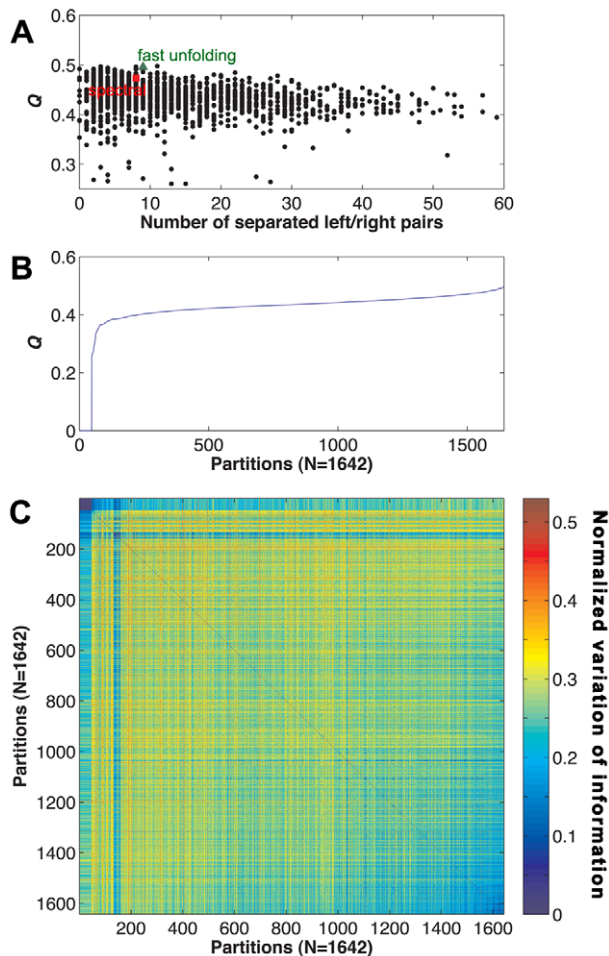 A
0.6
0.5
0.4
0.3
Q
fast unfolding
spectral
0 10 20 30 40 50 60
Number of separated left/right pairs
B
0.6
0.4
0.2
0
Q
500 1000 1500
Partitions (N=1642)
C
200
400
600
800
1000
1200
1400
1600
Partitions (N=1642)
200 400 600 800 1000 1200 1400 1600
Partitions (N=1642)
0.5
0.4
0.3
0.2
0.1
0
Normalized variation of information